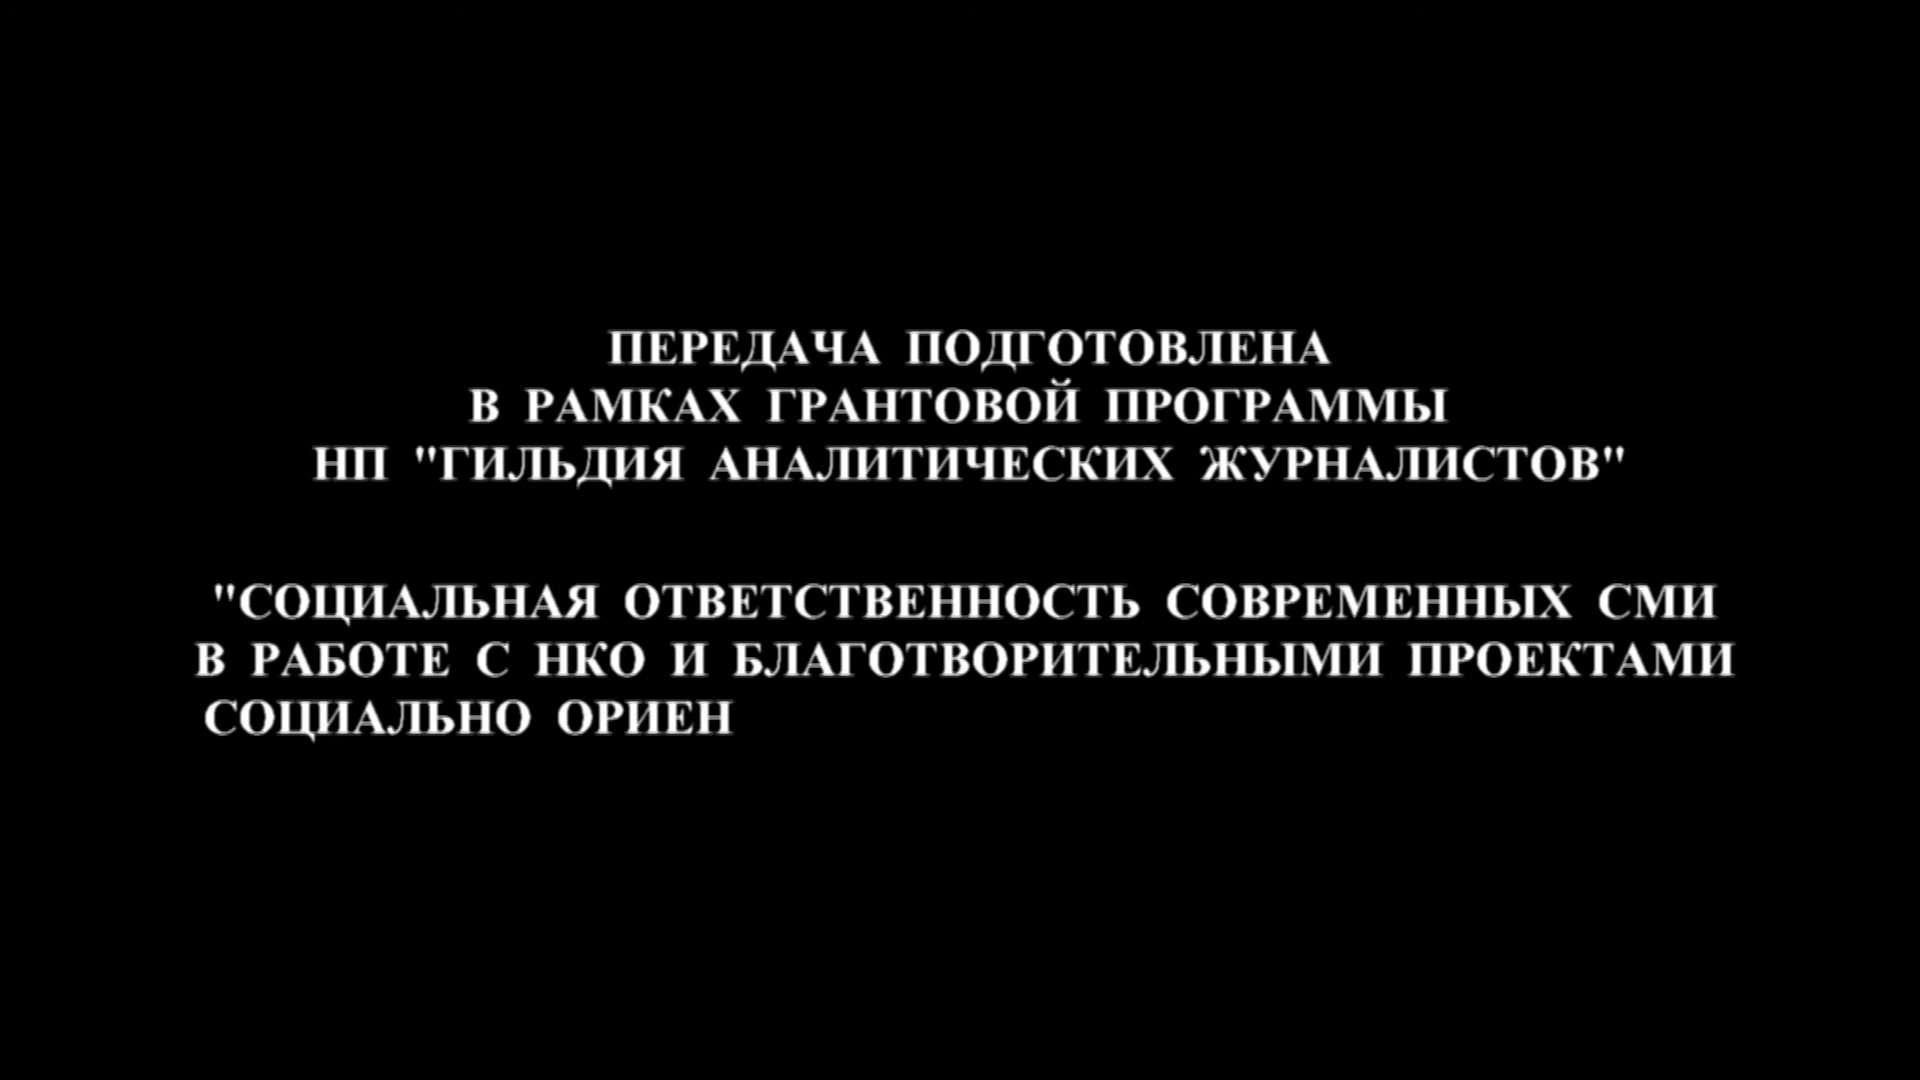 ПЕРЕДАЧА ПОДГОТОВЛЕНА
В РАМКАХ ГРАНТОВОЙ ПРОГРАММЫ
НП "ГИЛЬДИЯ АНАЛИТИЧЕСКИХ ЖУРНАЛИСТОВ"
"СОЦИАЛЬНАЯ ОТВЕТСТВЕННОСТЬ СОВРЕМЕННЫХ СМИ
В РАБОТЕ С НКО И БЛАГОТВОРИТЕЛЬНЫМИ ПРОЕКТАМИ
СОЦИАЛЬНО ОРИЕН